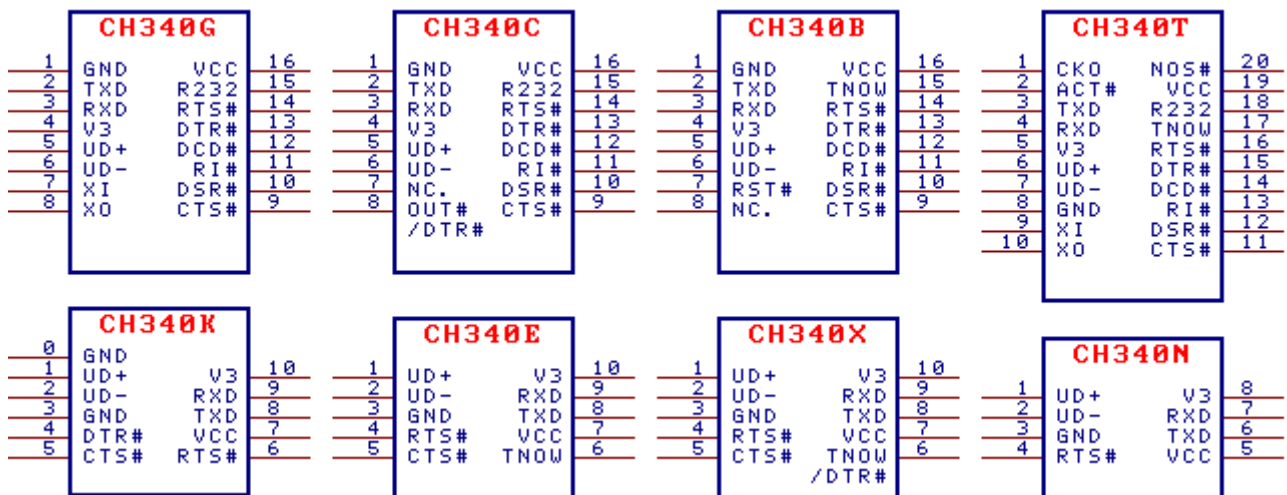 CH340G
1 GND VCC 16
2 TXD R232 15
3 RXD RTS# 14
4 V3 DTR# 13
5 UD+ DCD# 12
6 UD- RI# 11
7 XI DSR# 10
8 XO CTS# 9
CH340C
1 GND VCC 16
2 TXD R232 15
3 RXD RTS# 14
4 V3 DTR# 13
5 UD+ DCD# 12
6 UD- RI# 11
7 NC. DSR# 10
8 OUT# CTS# 9
/DTR#
CH340B
1 GND VCC 16
2 TXD TNOW 15
3 RXD RTS# 14
4 V3 DTR# 13
5 UD+ DCD# 12
6 UD- RI# 11
7 RST# DSR# 10
8 NC. CTS# 9
CH340T
1 CKO NOS# 20
2 ACT# VCC 19
3 TXD R232 18
4 RXD TNOW 17
5 V3 RTS# 16
6 UD+ DTR# 15
7 UD- DCD# 14
8 GND RI# 13
9 XI DSR# 12
10 XO CTS# 11
CH340K
0 GND
1 UD+ V3 10
2 UD- RXD 9
3 GND TXD 8
4 DTR# VCC 7
5 CTS# RTS# 6
CH340E
1 UD+ V3 10
2 UD- RXD 9
3 GND TXD 8
4 RTS# VCC 7
5 CTS# TNOW 6
CH340X
1 UD+ V3 10
2 UD- RXD 9
3 GND TXD 8
4 RTS# VCC 7
5 CTS# TNOW 6
/DTR#
CH340N
1 UD+ V3 8
2 UD- RXD 7
3 GND TXD 6
4 RTS# VCC 5